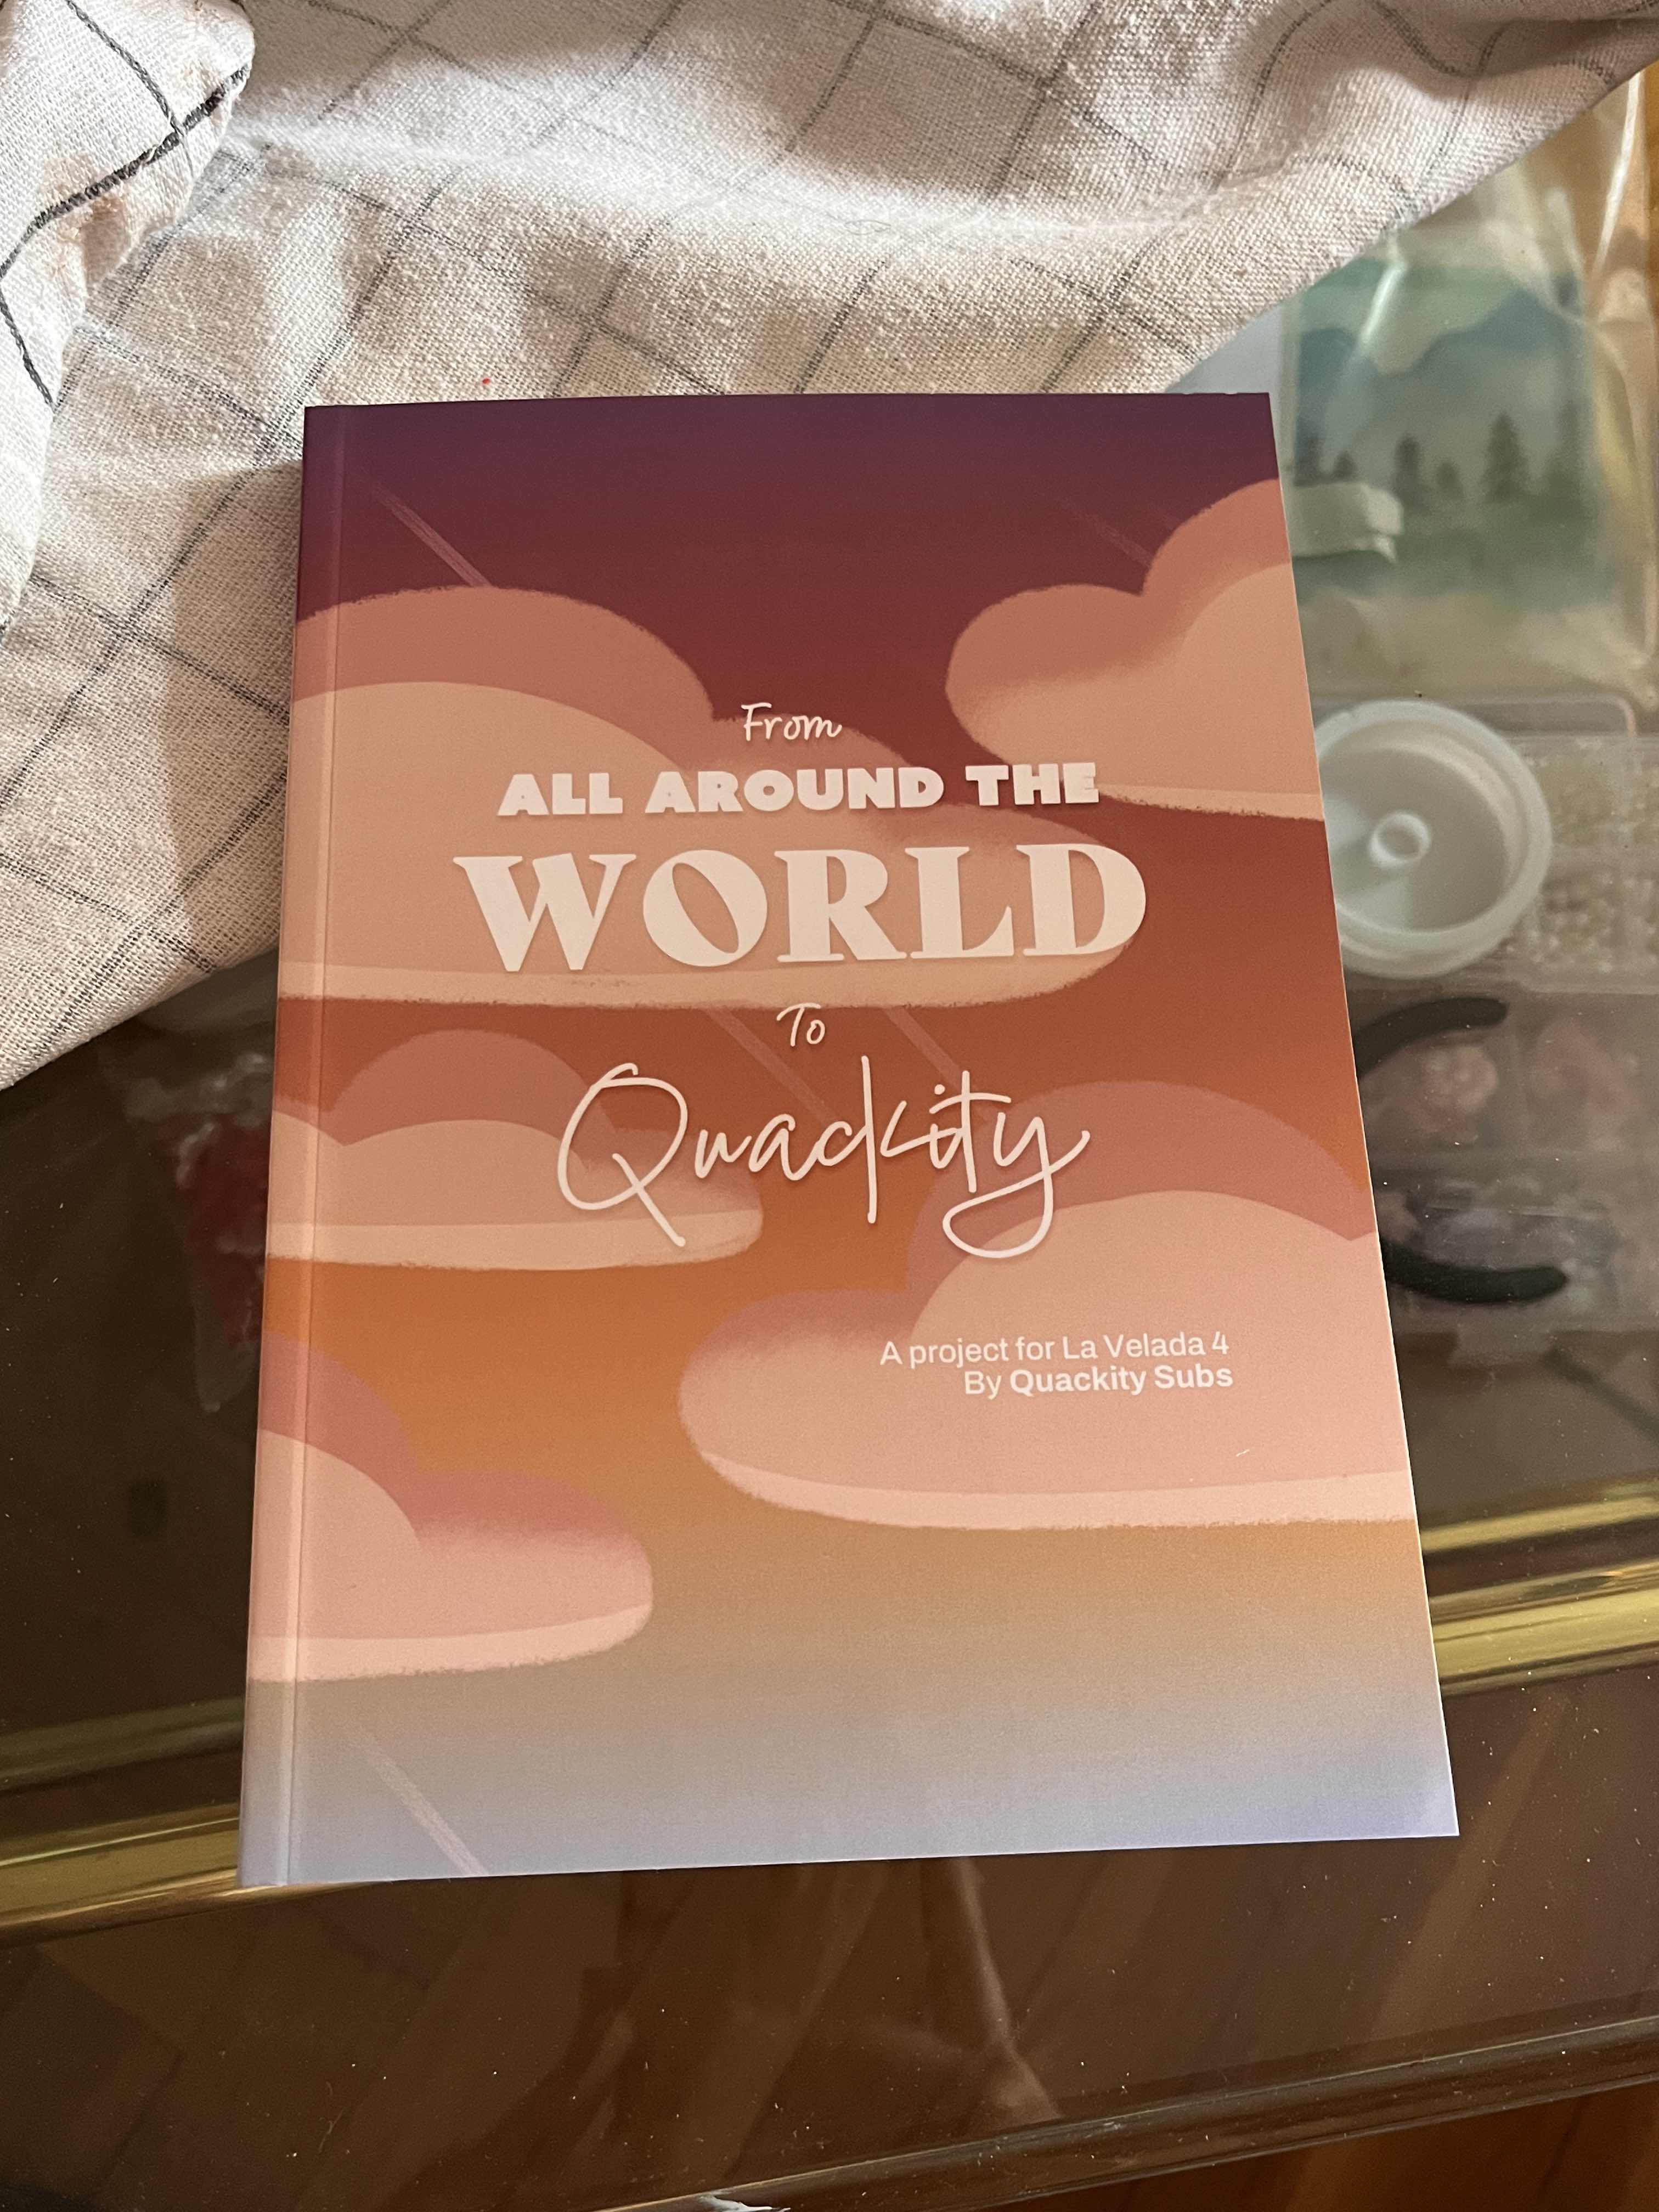 From
ALL AROUND THE
WORLD
To
Quackity
A project for La Velada 4
By Quackity Subs